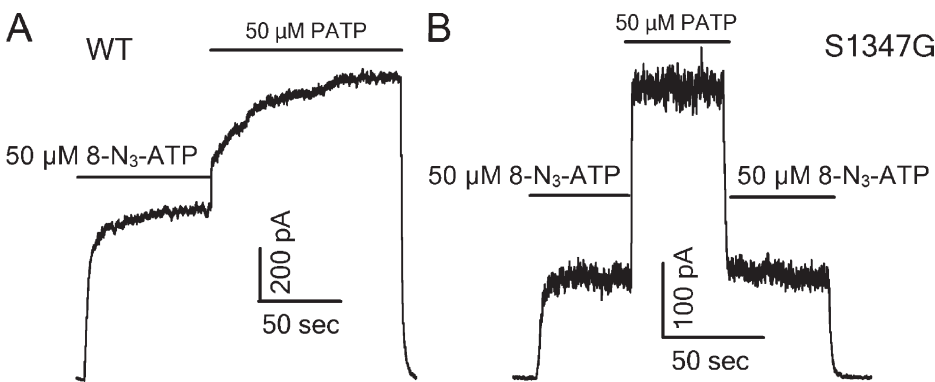 A
WT
50 µM PATP
50 µM 8-N₃-ATP
200 pA
50 sec
B
S1347G
50 µM PATP
50 µM 8-N₃-ATP
50 µM 8-N₃-ATP
100 pA
50 sec